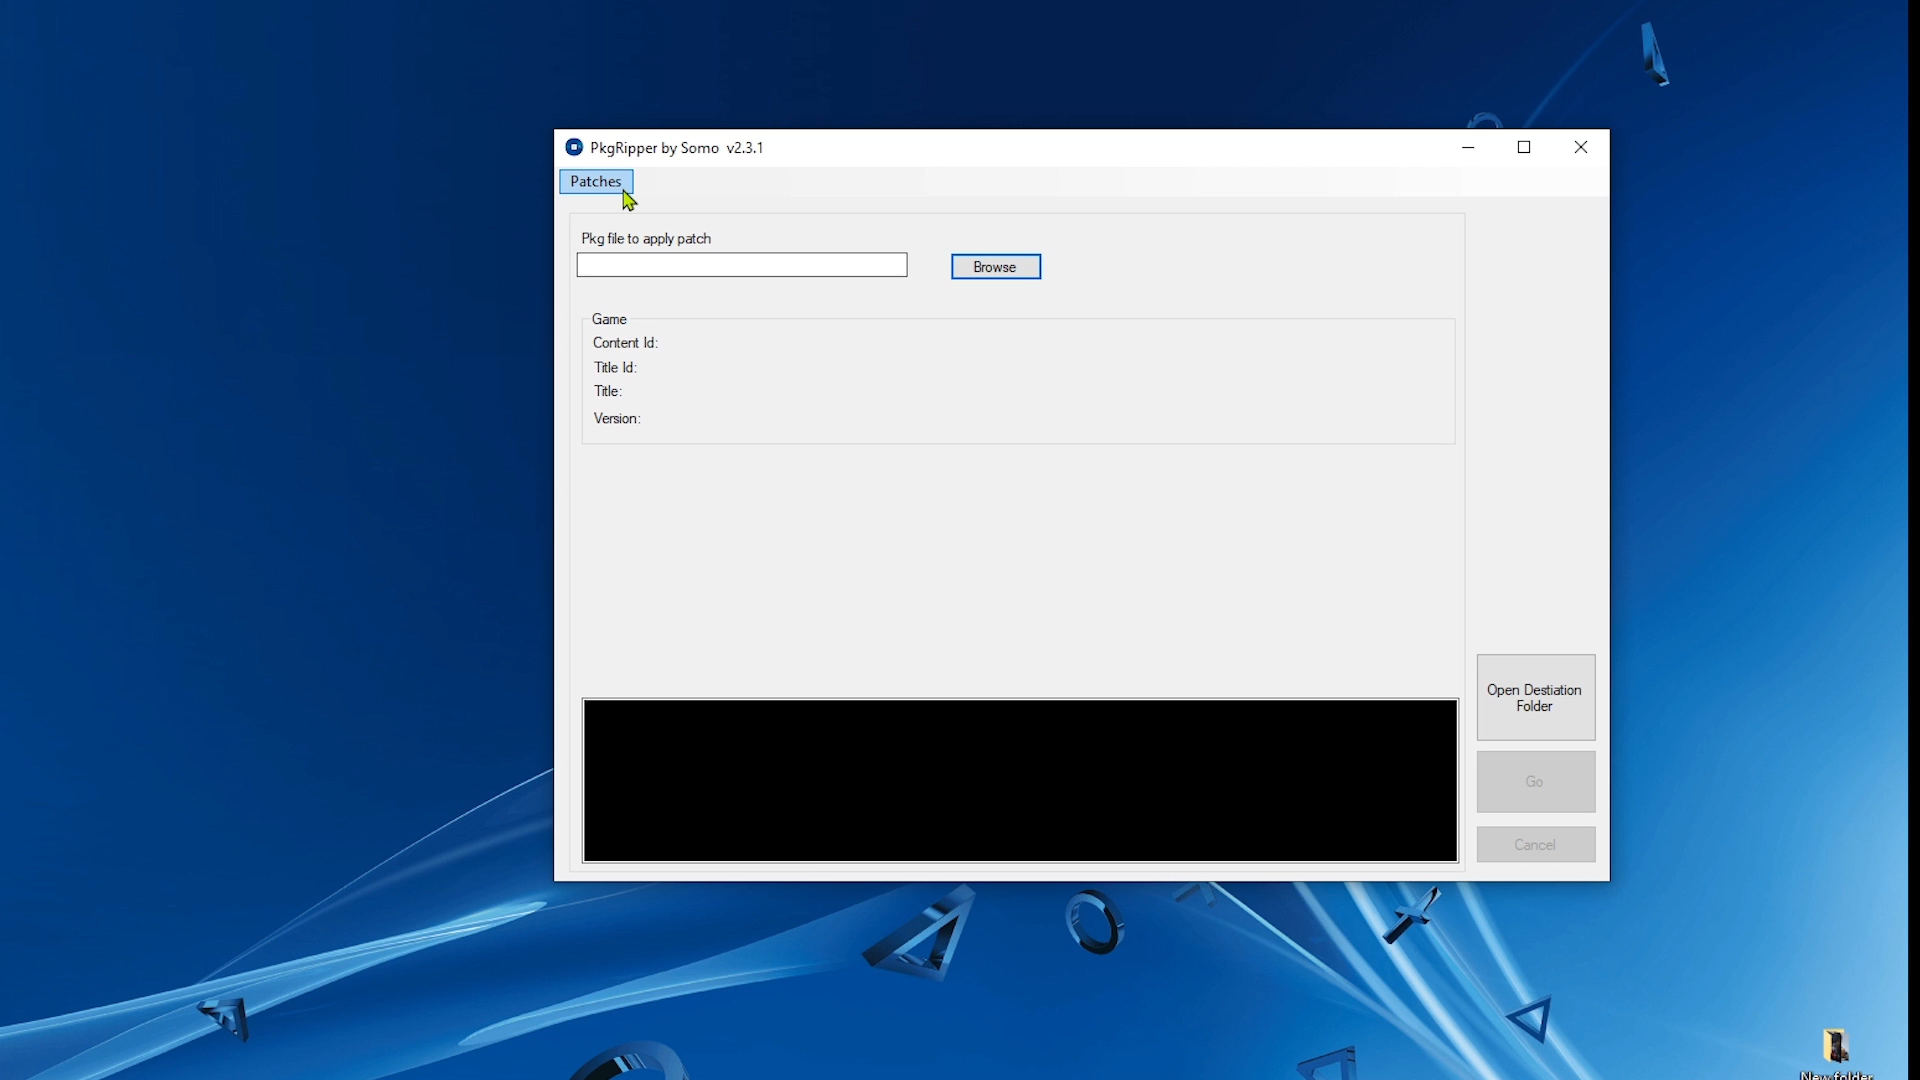 PkgRipper by Somo v2.3.1
Patches
Pkg file to apply patch
Browse
Game
Content Id:
Title Id:
Title:
Version:
Open Destiation
Folder
Go
Cancel
New folder